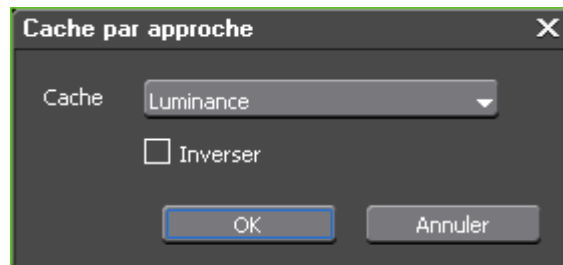 Cache par approche
Cache Luminance
Inverser
OK Annuler